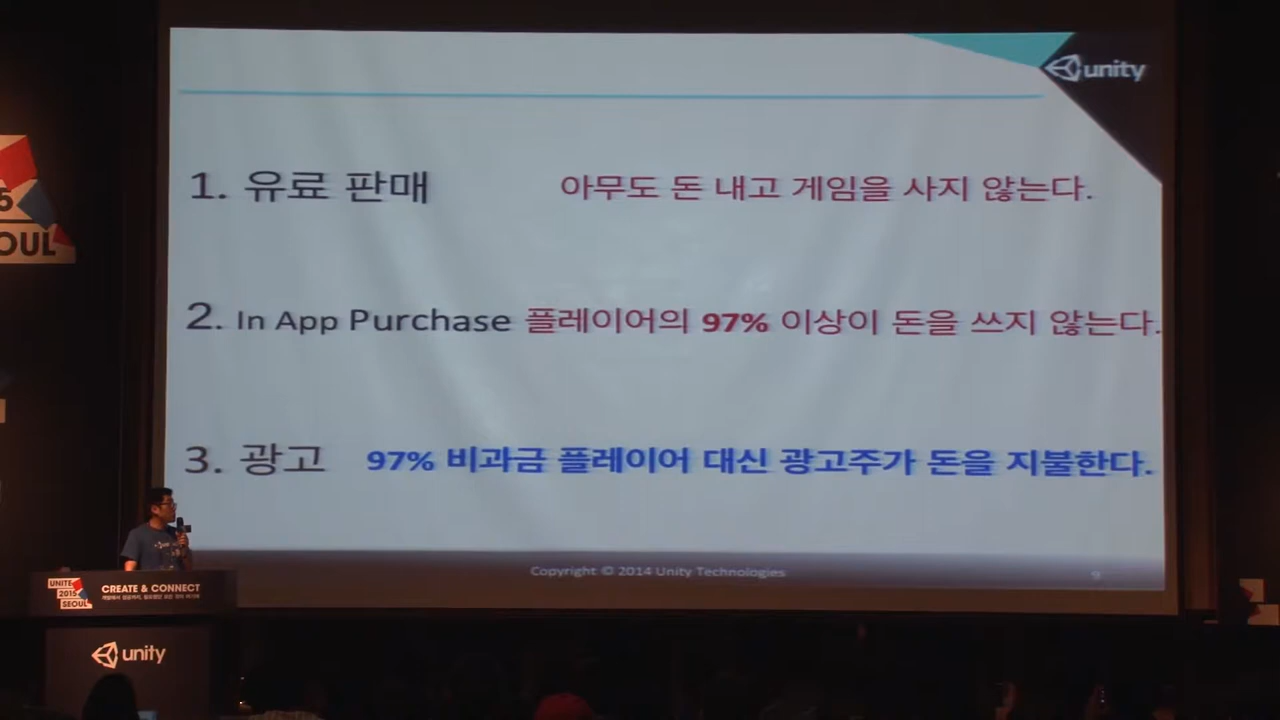 unity
1. 유료 판매 아무도 돈 내고 게임을 사지 않는다.
2. In App Purchase 플레이어의 97% 이상이 돈을 쓰지 않는다.
3. 광고 97% 비과금 플레이어 대신 광고주가 돈을 지불한다.
Copyright © 2014 Unity Technologies
9
OUL
UNITE
2015
SEOUL
CREATE & CONNECT
unity